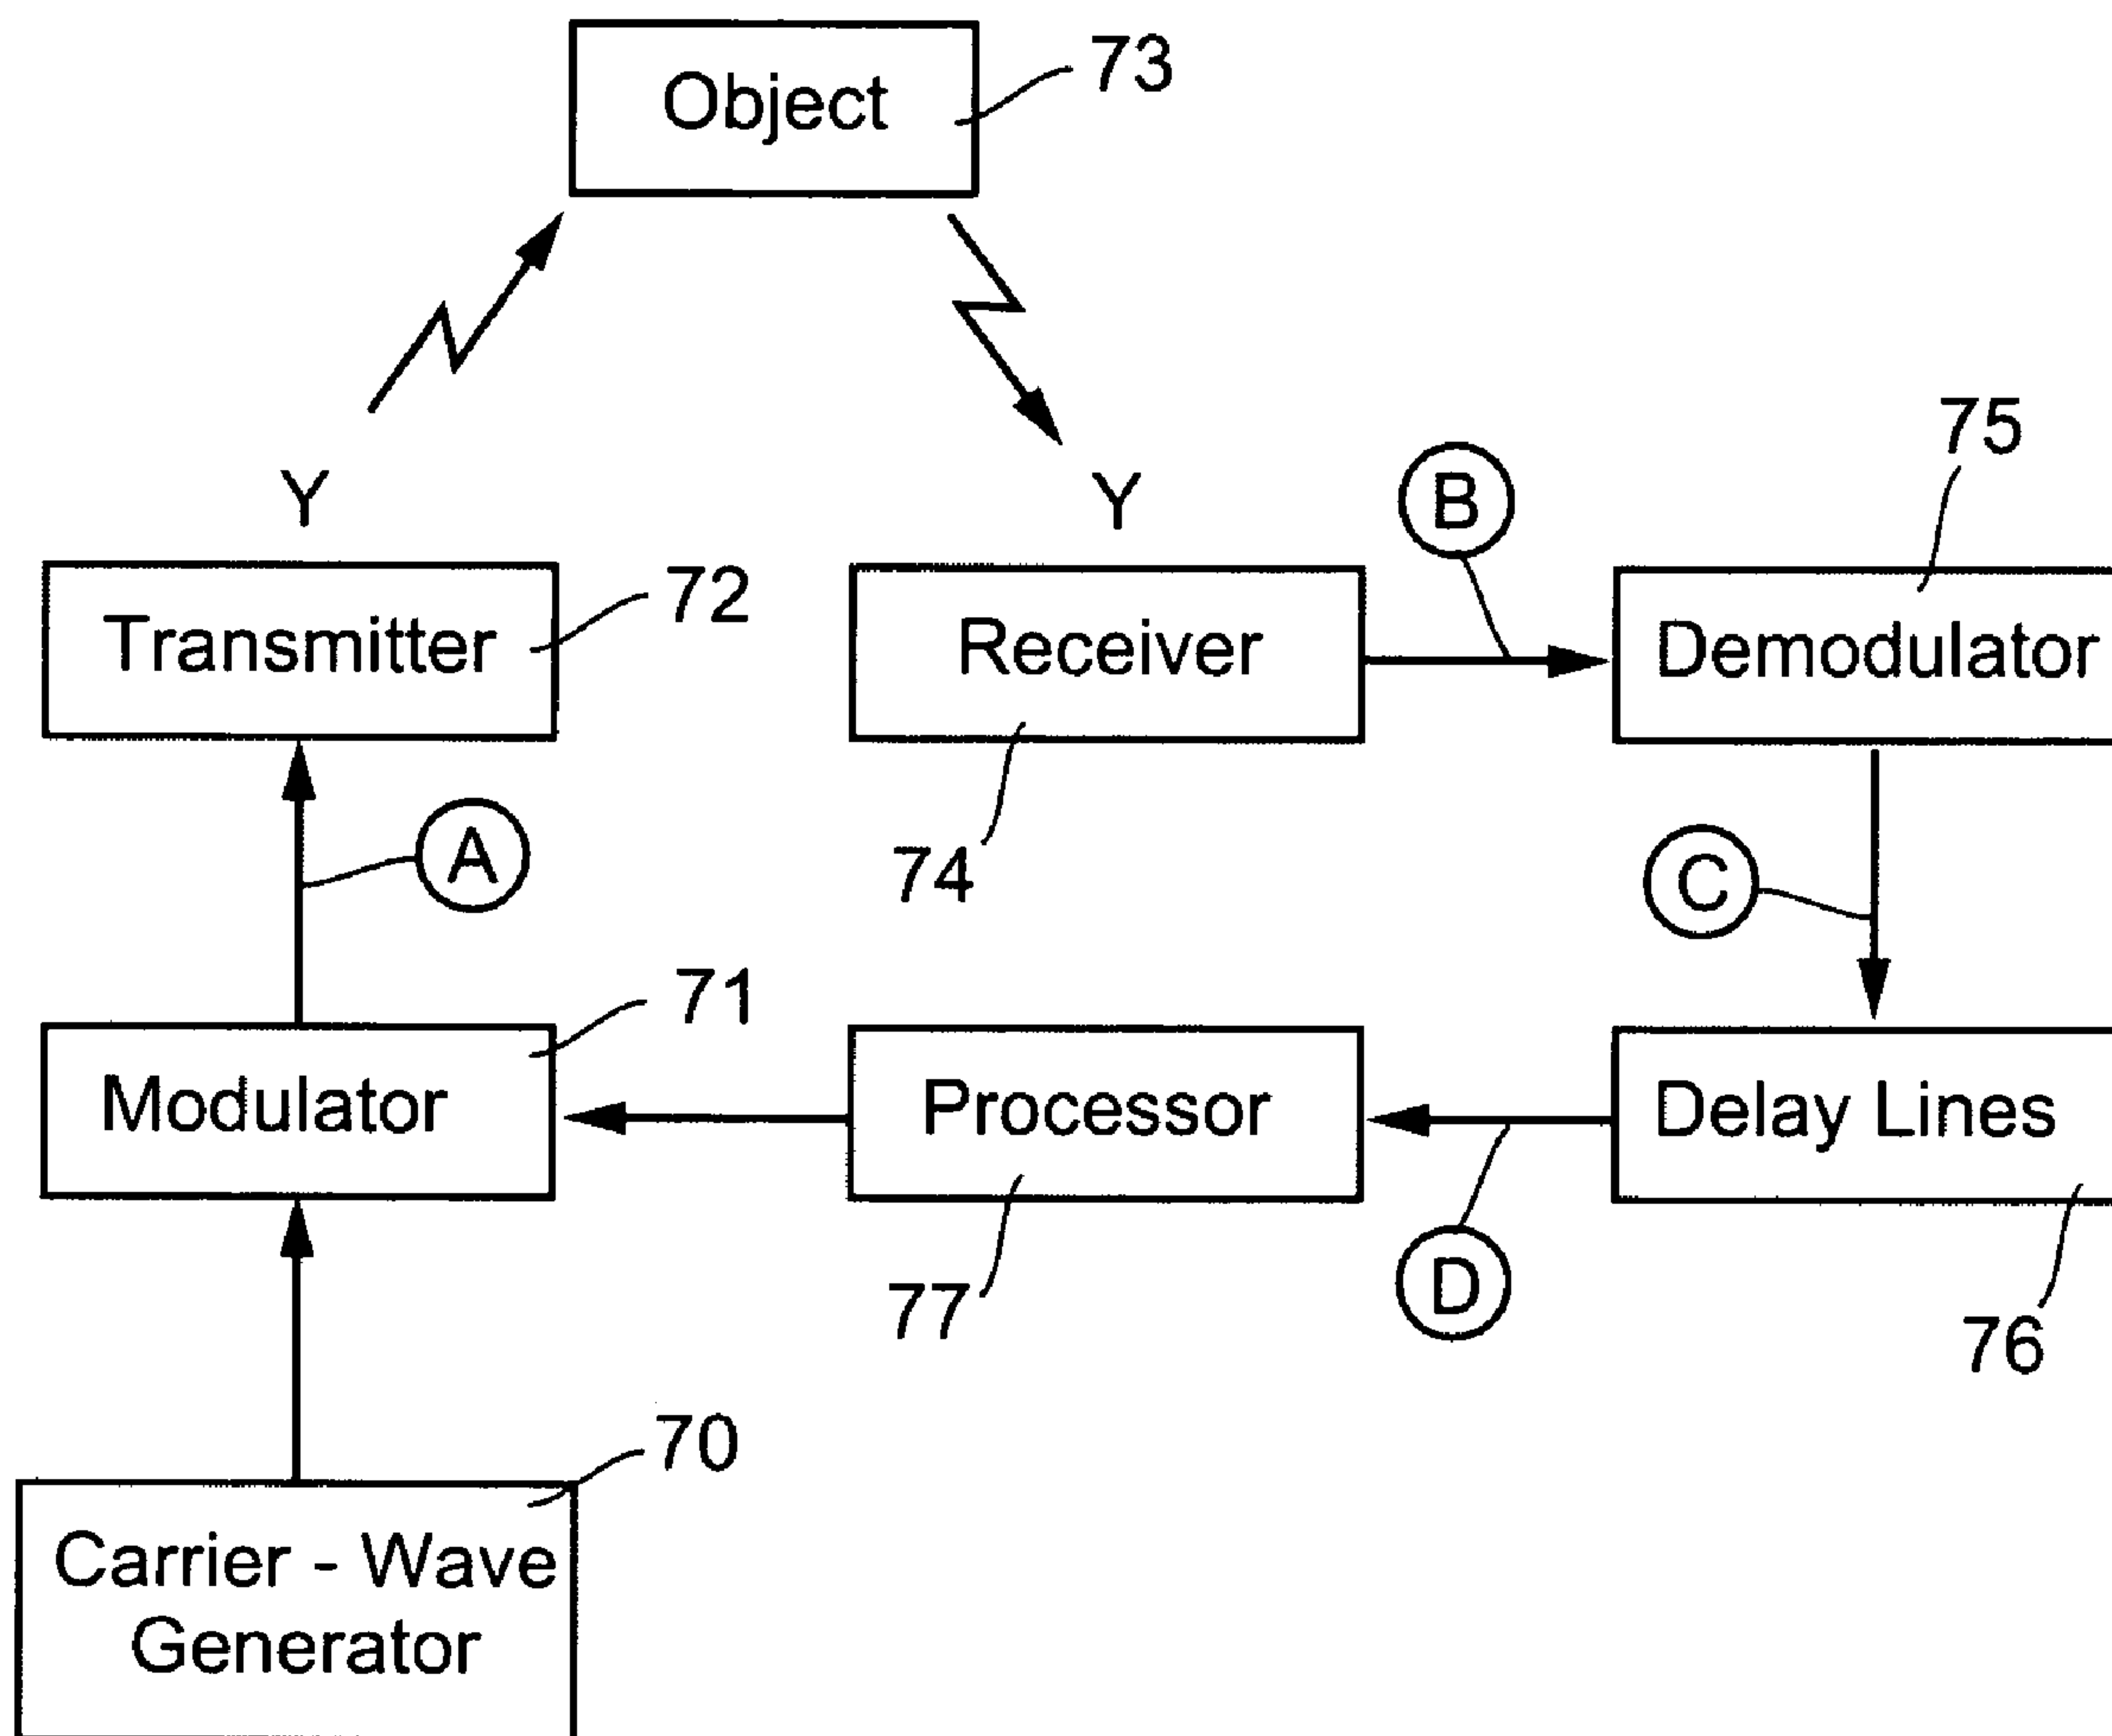 Object
73
75
Y
Y
B
Transmitter
72
Receiver
Demodulator
A
74
C
71
Modulator
Processor
Delay Lines
77
D
76
70
Carrier - Wave
Generator